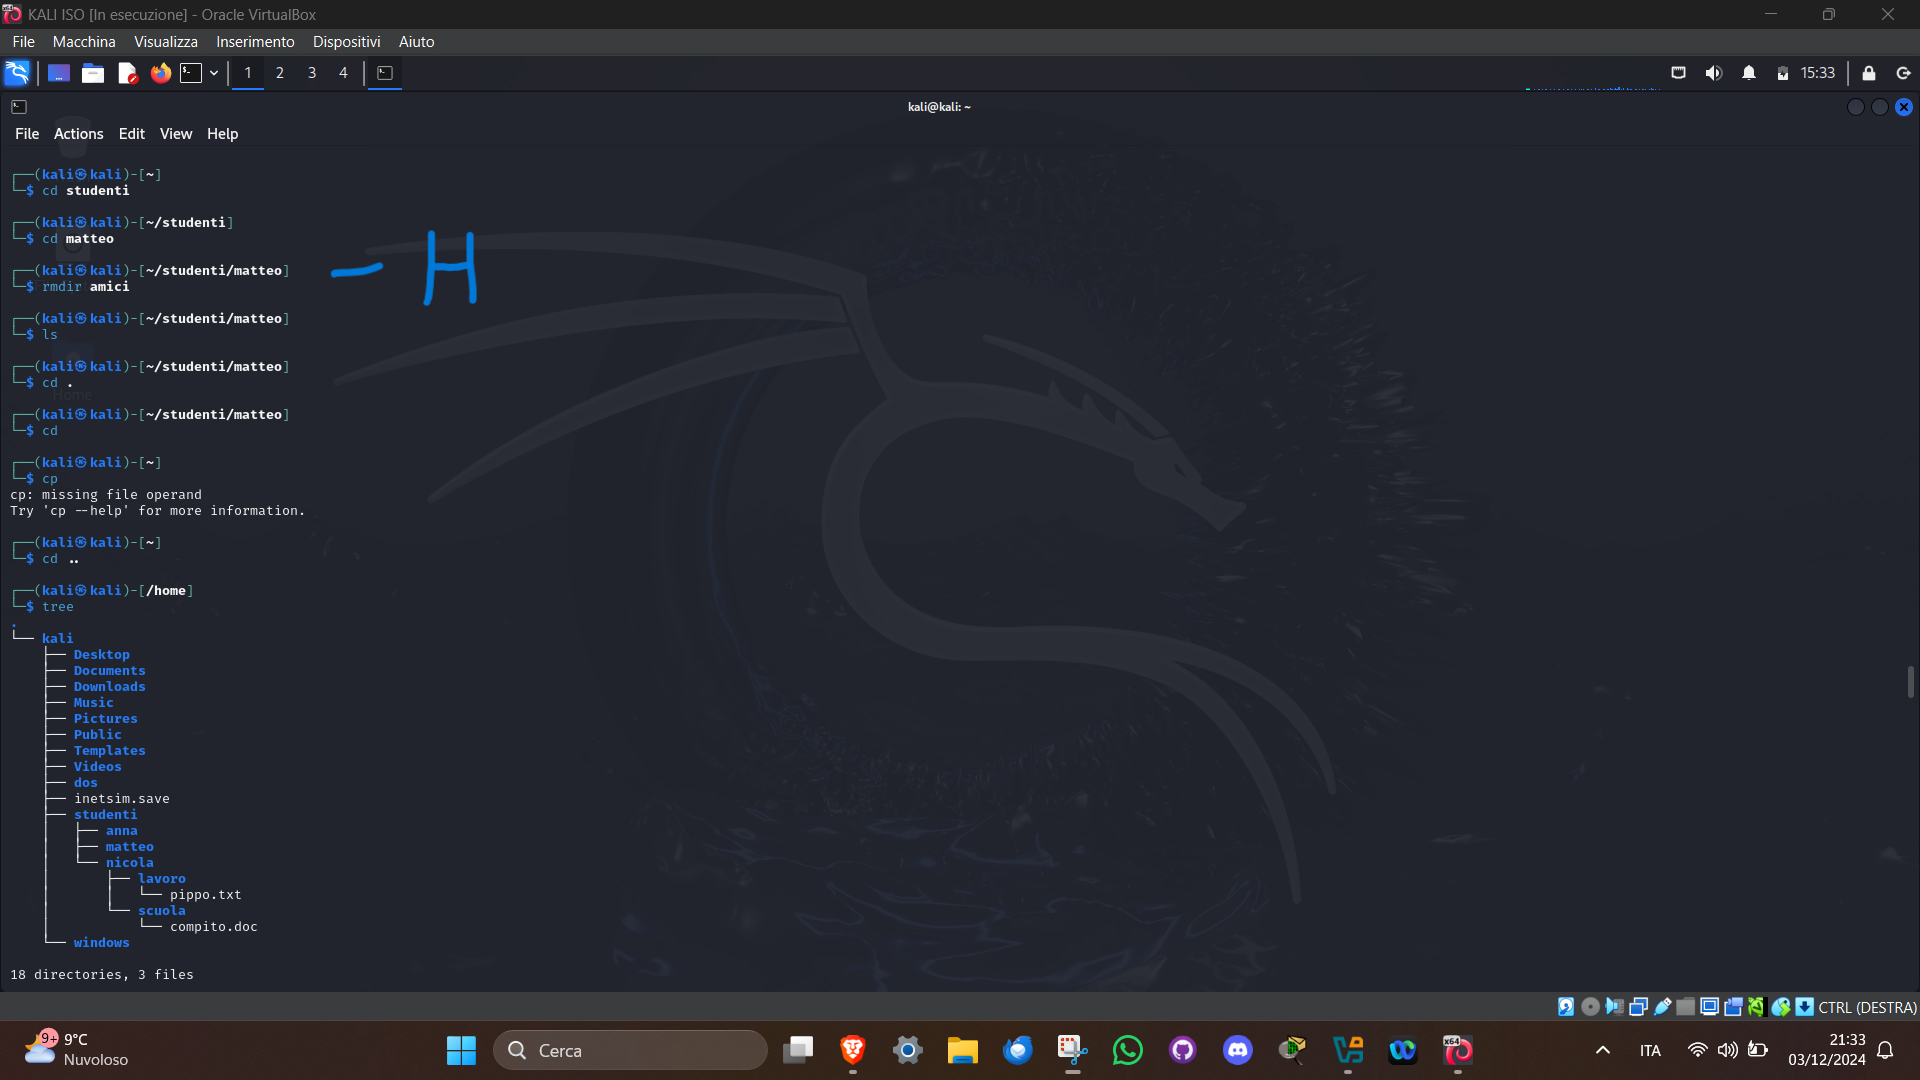 KALI ISO [In esecuzione] - Oracle VirtualBox
File Macchina Visualizza Inserimento Dispositivi Aiuto
1 2 3 4 15:33
kali@kali: ~
File Actions Edit View Help
┌──(kali㉿kali)-[~]
└─$ cd studenti
┌──(kali㉿kali)-[~/studenti]
└─$ cd matteo
┌──(kali㉿kali)-[~/studenti/matteo] - H
└─$ rmdir amici
┌──(kali㉿kali)-[~/studenti/matteo]
└─$ ls
┌──(kali㉿kali)-[~/studenti/matteo]
└─$ cd .
Home
┌──(kali㉿kali)-[~/studenti/matteo]
└─$ cd
┌──(kali㉿kali)-[~]
└─$ cp
cp: missing file operand
Try 'cp --help' for more information.
┌──(kali㉿kali)-[~]
└─$ cd ..
┌──(kali㉿kali)-[/home]
└─$ tree
.
└── kali
├── Desktop
├── Documents
├── Downloads
├── Music
├── Pictures
├── Public
├── Templates
├── Videos
├── dos
├── inetsim.save
├── studenti
│   ├── anna
│   ├── matteo
│   └── nicola
│       ├── lavoro
│       │   └── pippo.txt
│       └── scuola
│           └── compito.doc
└── windows
18 directories, 3 files
CTRL (DESTRA)
9+ 9°C
Nuvoloso
Cerca
x64
ITA
21:33
03/12/2024